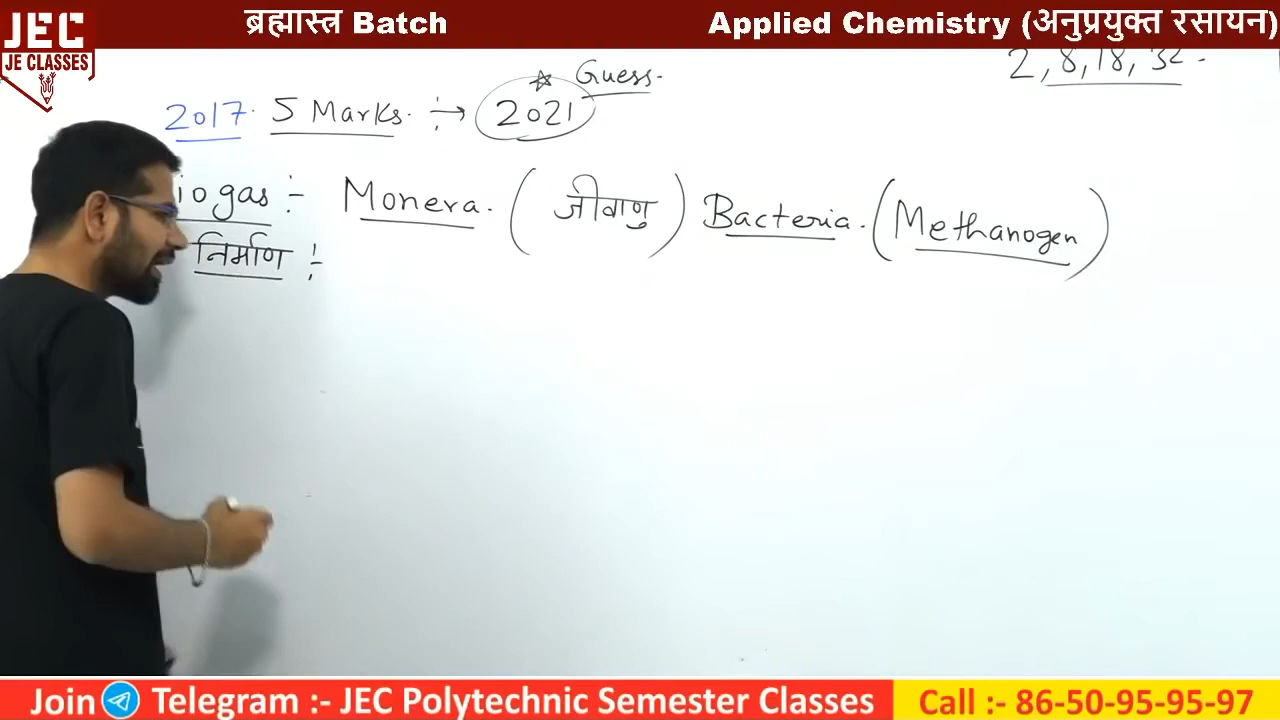 JEC
JE CLASSES
ब्रह्मास्त्र Batch
Applied Chemistry (अनुप्रयुक्त रसायन)
2, 8, 18, 32
Guess.
2017. 5 Marks. 2021
iogas :- Monera. (जीवाणु) Bacteria. (Methanogen)
निर्माण :-
Join Telegram :- JEC Polytechnic Semester Classes
Call :- 86-50-95-95-97